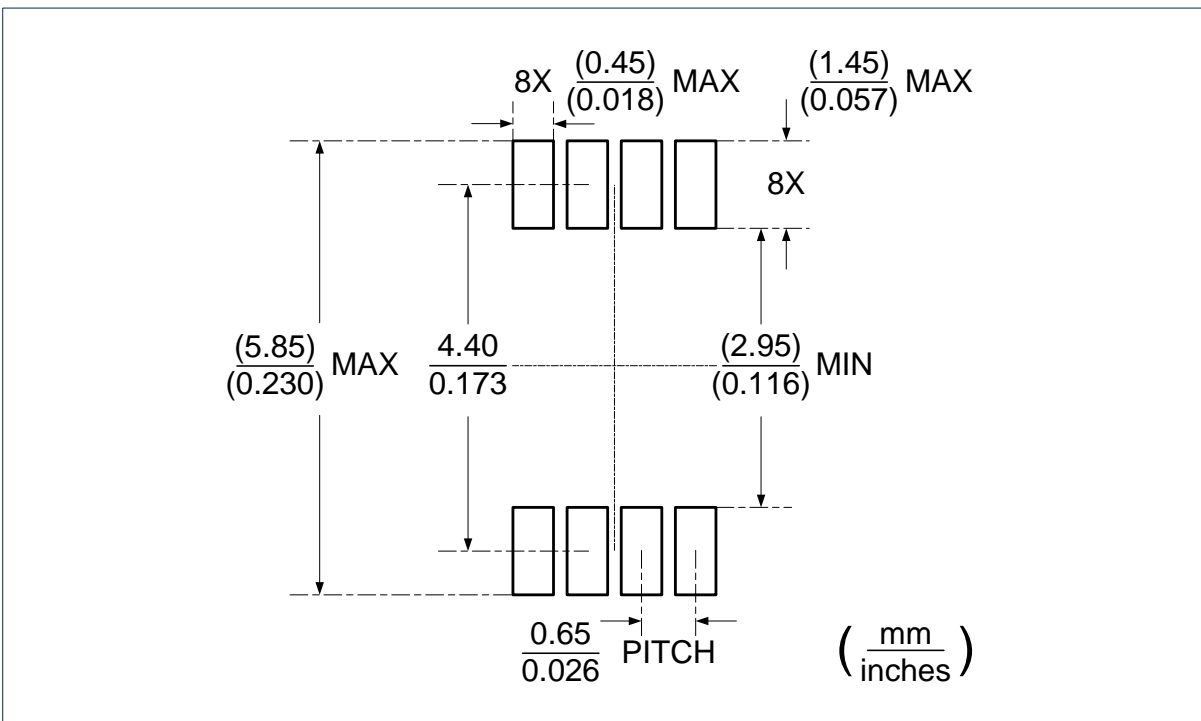 8X (0.45) MAX
(0.018)
(1.45) MAX
(0.057)
8X
(5.85) MAX
(0.230)
4.40
0.173
(2.95) MIN
(0.116)
0.65 PITCH
0.026
(mm
inches)